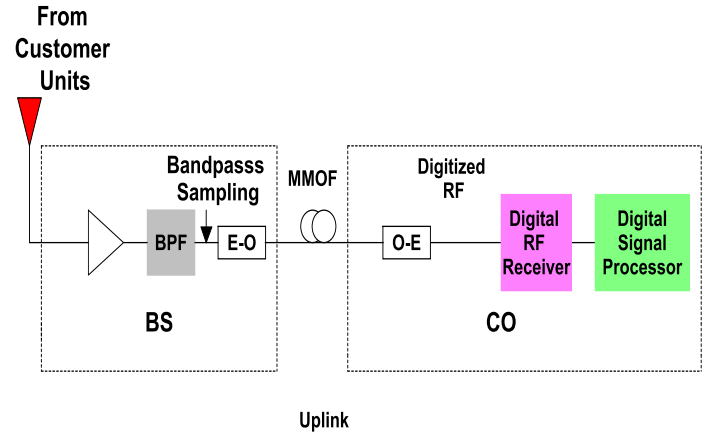 From
Customer
Units
Bandpasss
Sampling
MMOF
Digitized
RF
BPF
E-O
O-E
Digital
RF
Receiver
Digital
Signal
Processor
BS
CO
Uplink